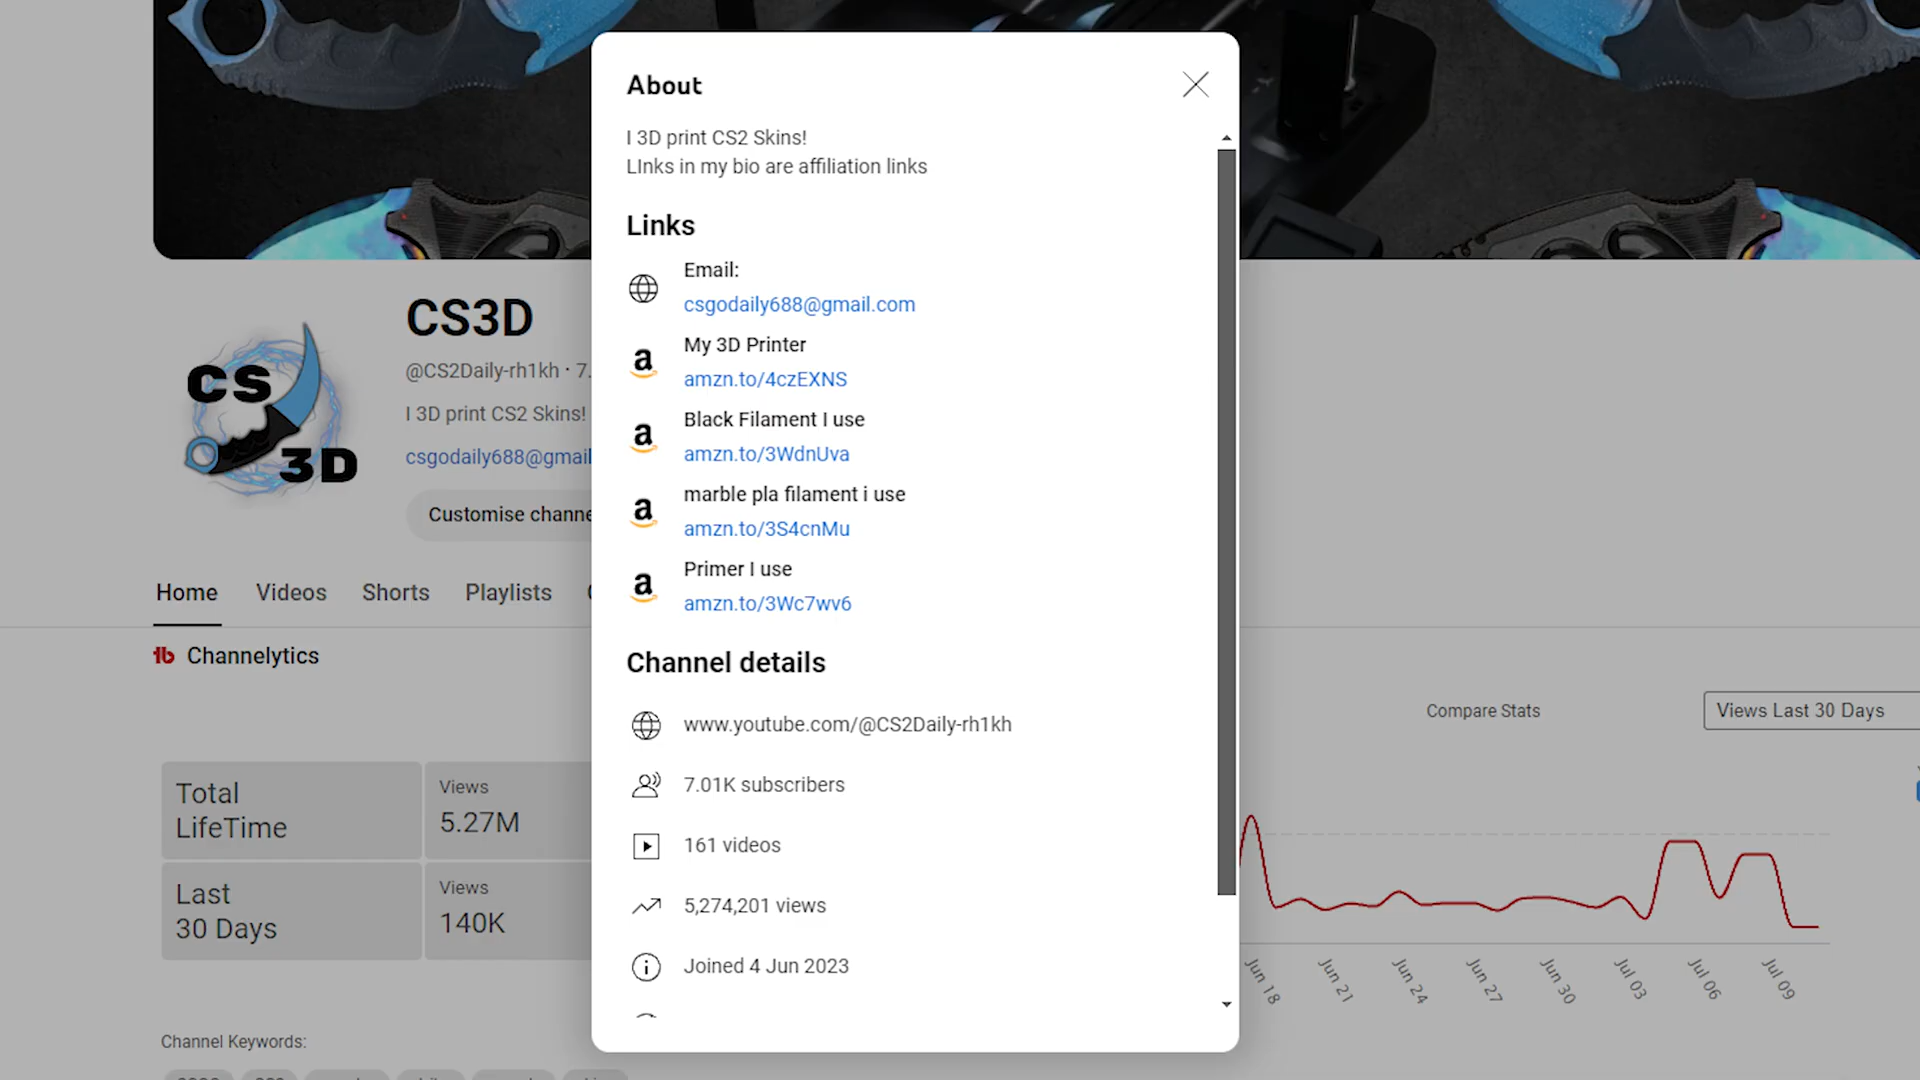 About
I 3D print CS2 Skins!
LInks in my bio are affiliation links
Links
Email:
csgodaily688@gmail.com
My 3D Printer
amzn.to/4czEXNS
Black Filament I use
amzn.to/3WdnUva
marble pla filament i use
amzn.to/3S4cnMu
Primer I use
amzn.to/3Wc7wv6
Channel details
www.youtube.com/@CS2Daily-rh1kh
7.01K subscribers
161 videos
5,274,201 views
Joined 4 Jun 2023
CS
3D
CS3D
@CS2Daily-rh1kh · 7.
I 3D print CS2 Skins!
csgodaily688@gmail
Customise channe
Home Videos Shorts Playlists
Channelytics
Compare Stats
Views Last 30 Days
Total
LifeTime
Views
5.27M
Last
30 Days
Views
140K
Jun 18 Jun 21 Jun 24 Jun 27 Jun 30 Jul 03 Jul 06 Jul 09
Channel Keywords: